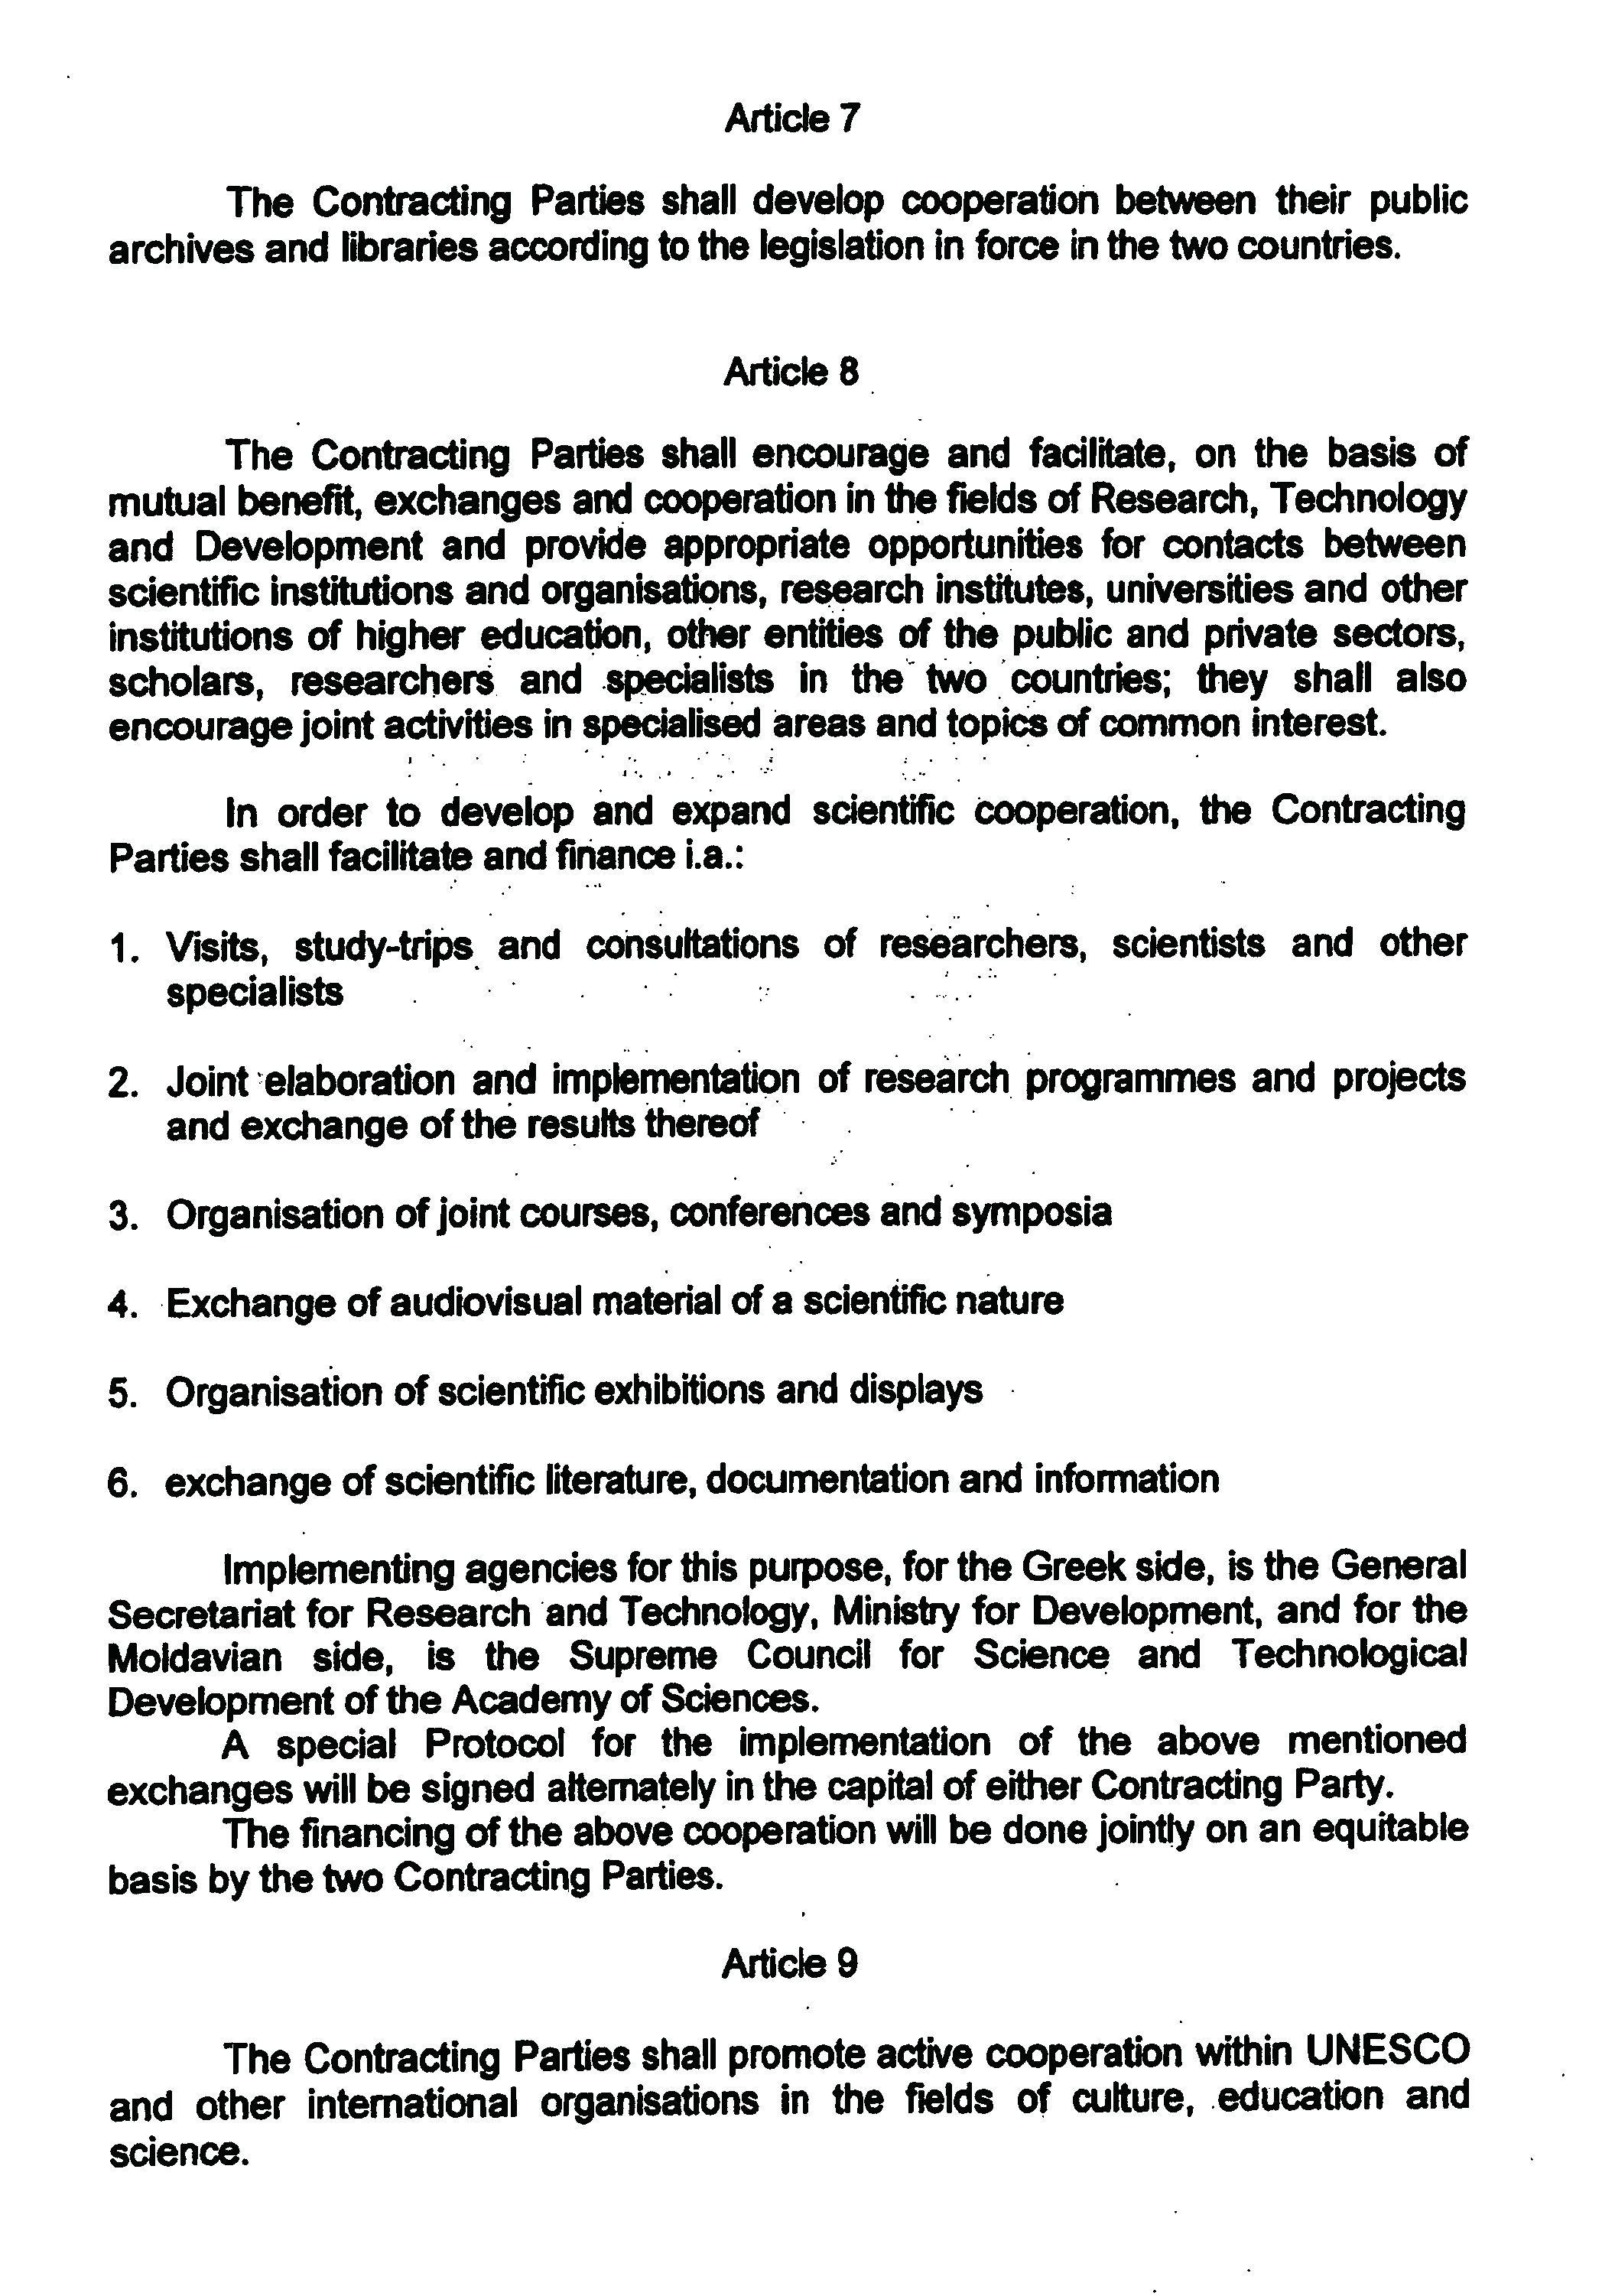 Article 7
The Contracting Parties shall develop cooperation between their public
archives and libraries according to the legislation in force in the two countries.
Article 8
The Contracting Parties shall encourage and facilitate, on the basis of
mutual benefit, exchanges and cooperation in the fields of Research, Technology
and Development and provide appropriate opportunities for contacts between
scientific institutions and organisations, research institutes, universities and other
institutions of higher education, other entities of the public and private sectors,
scholars, researchers and specialists in the two countries; they shall also
encourage joint activities in specialised areas and topics of common interest.
In order to develop and expand scientific cooperation, the Contracting
Parties shall facilitate and finance i.a.:
1. Visits, study-trips and consultations of researchers, scientists and other
specialists
2. Joint elaboration and implementation of research programmes and projects
and exchange of the results thereof
3. Organisation of joint courses, conferences and symposia
4. Exchange of audiovisual material of a scientific nature
5. Organisation of scientific exhibitions and displays
6. exchange of scientific literature, documentation and information
Implementing agencies for this purpose, for the Greek side, is the General
Secretariat for Research and Technology, Ministry for Development, and for the
Moldavian side, is the Supreme Council for Science and Technological
Development of the Academy of Sciences.
A special Protocol for the implementation of the above mentioned
exchanges will be signed alternately in the capital of either Contracting Party.
The financing of the above cooperation will be done jointly on an equitable
basis by the two Contracting Parties.
Article 9
The Contracting Parties shall promote active cooperation within UNESCO
and other international organisations in the fields of culture, education and
science.